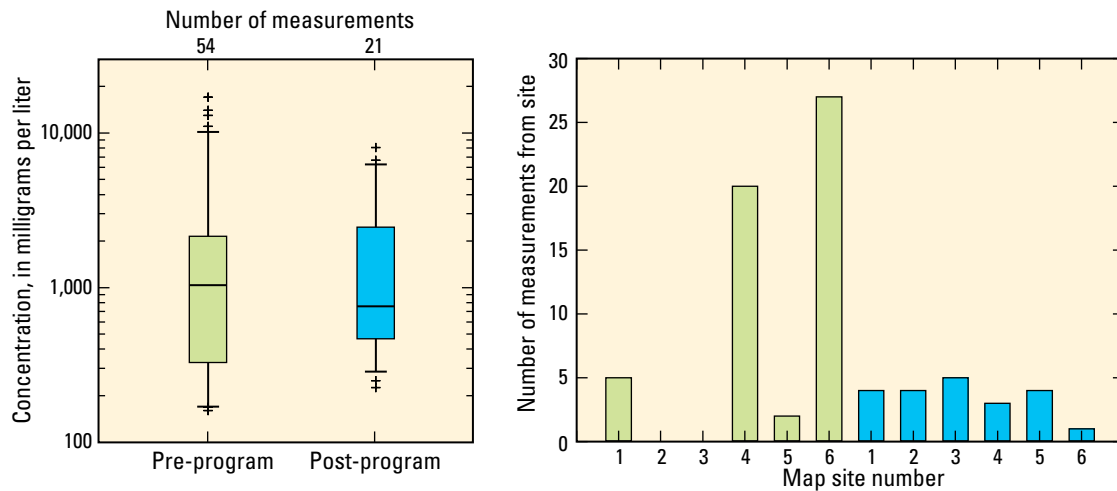 Number of measurements
54 21
Concentration, in milligrams per liter
10,000
1,000
100
Pre-program Post-program
Number of measurements from site
30
25
20
15
10
5
0
1 2 3 4 5 6 1 2 3 4 5 6
Map site number